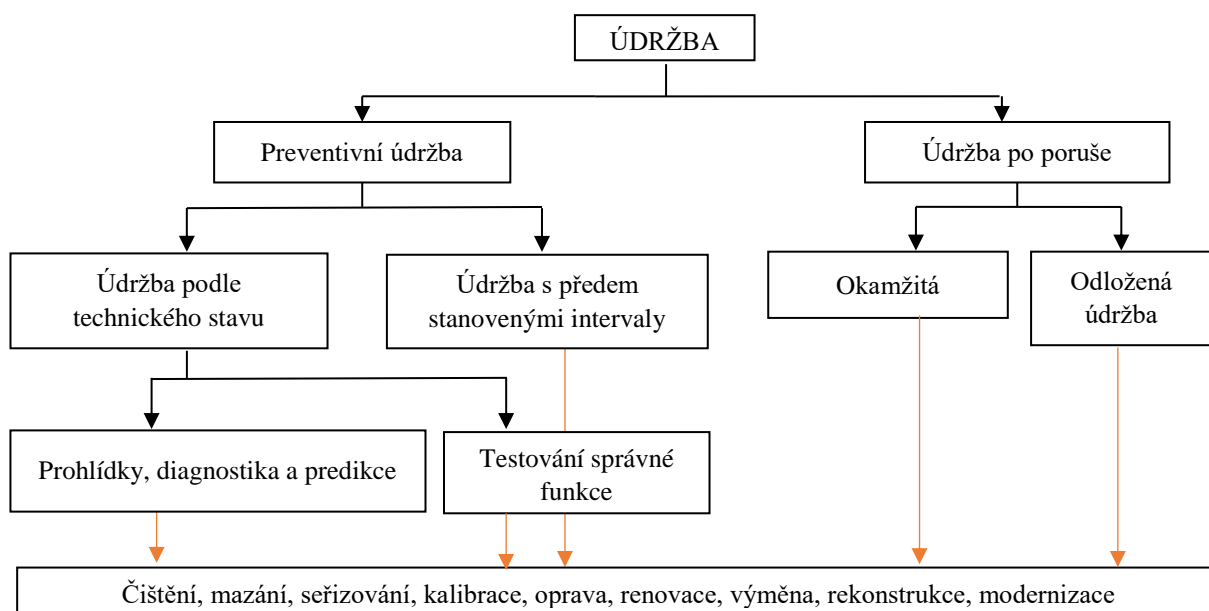 ÚDRŽBA
Preventivní údržba
Údržba po poruše
Údržba podle
technického stavu
Údržba s předem
stanovenými intervaly
Okamžitá
Odložená
údržba
Prohlídky, diagnostika a predikce
Testování správné
funkce
Čištění, mazání, seřizování, kalibrace, oprava, renovace, výměna, rekonstrukce, modernizace